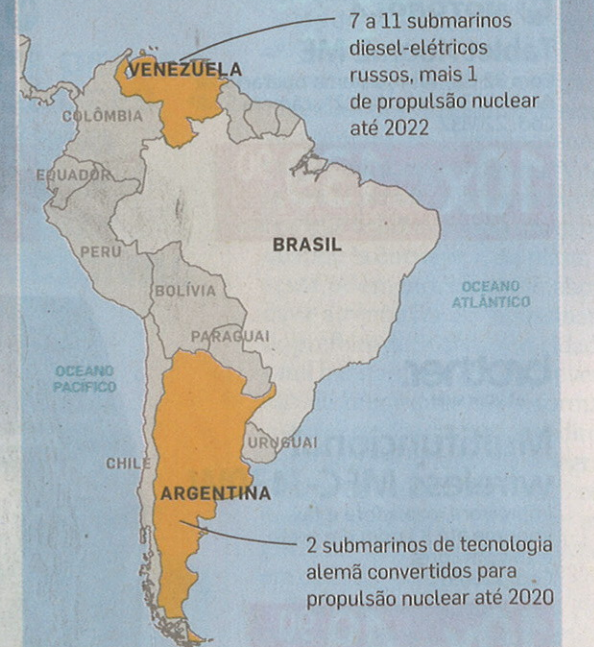 7 a 11 submarinos
diesel-elétricos
russos, mais 1
de propulsão nuclear
até 2022
VENEZUELA
COLÔMBIA
EQUADOR
PERU
BRASIL
BOLÍVIA
OCEANO
ATLÂNTICO
PARAGUAI
OCEANO
PACÍFICO
URUGUAI
CHILE
ARGENTINA
2 submarinos de tecnologia
alemã convertidos para
propulsão nuclear até 2020